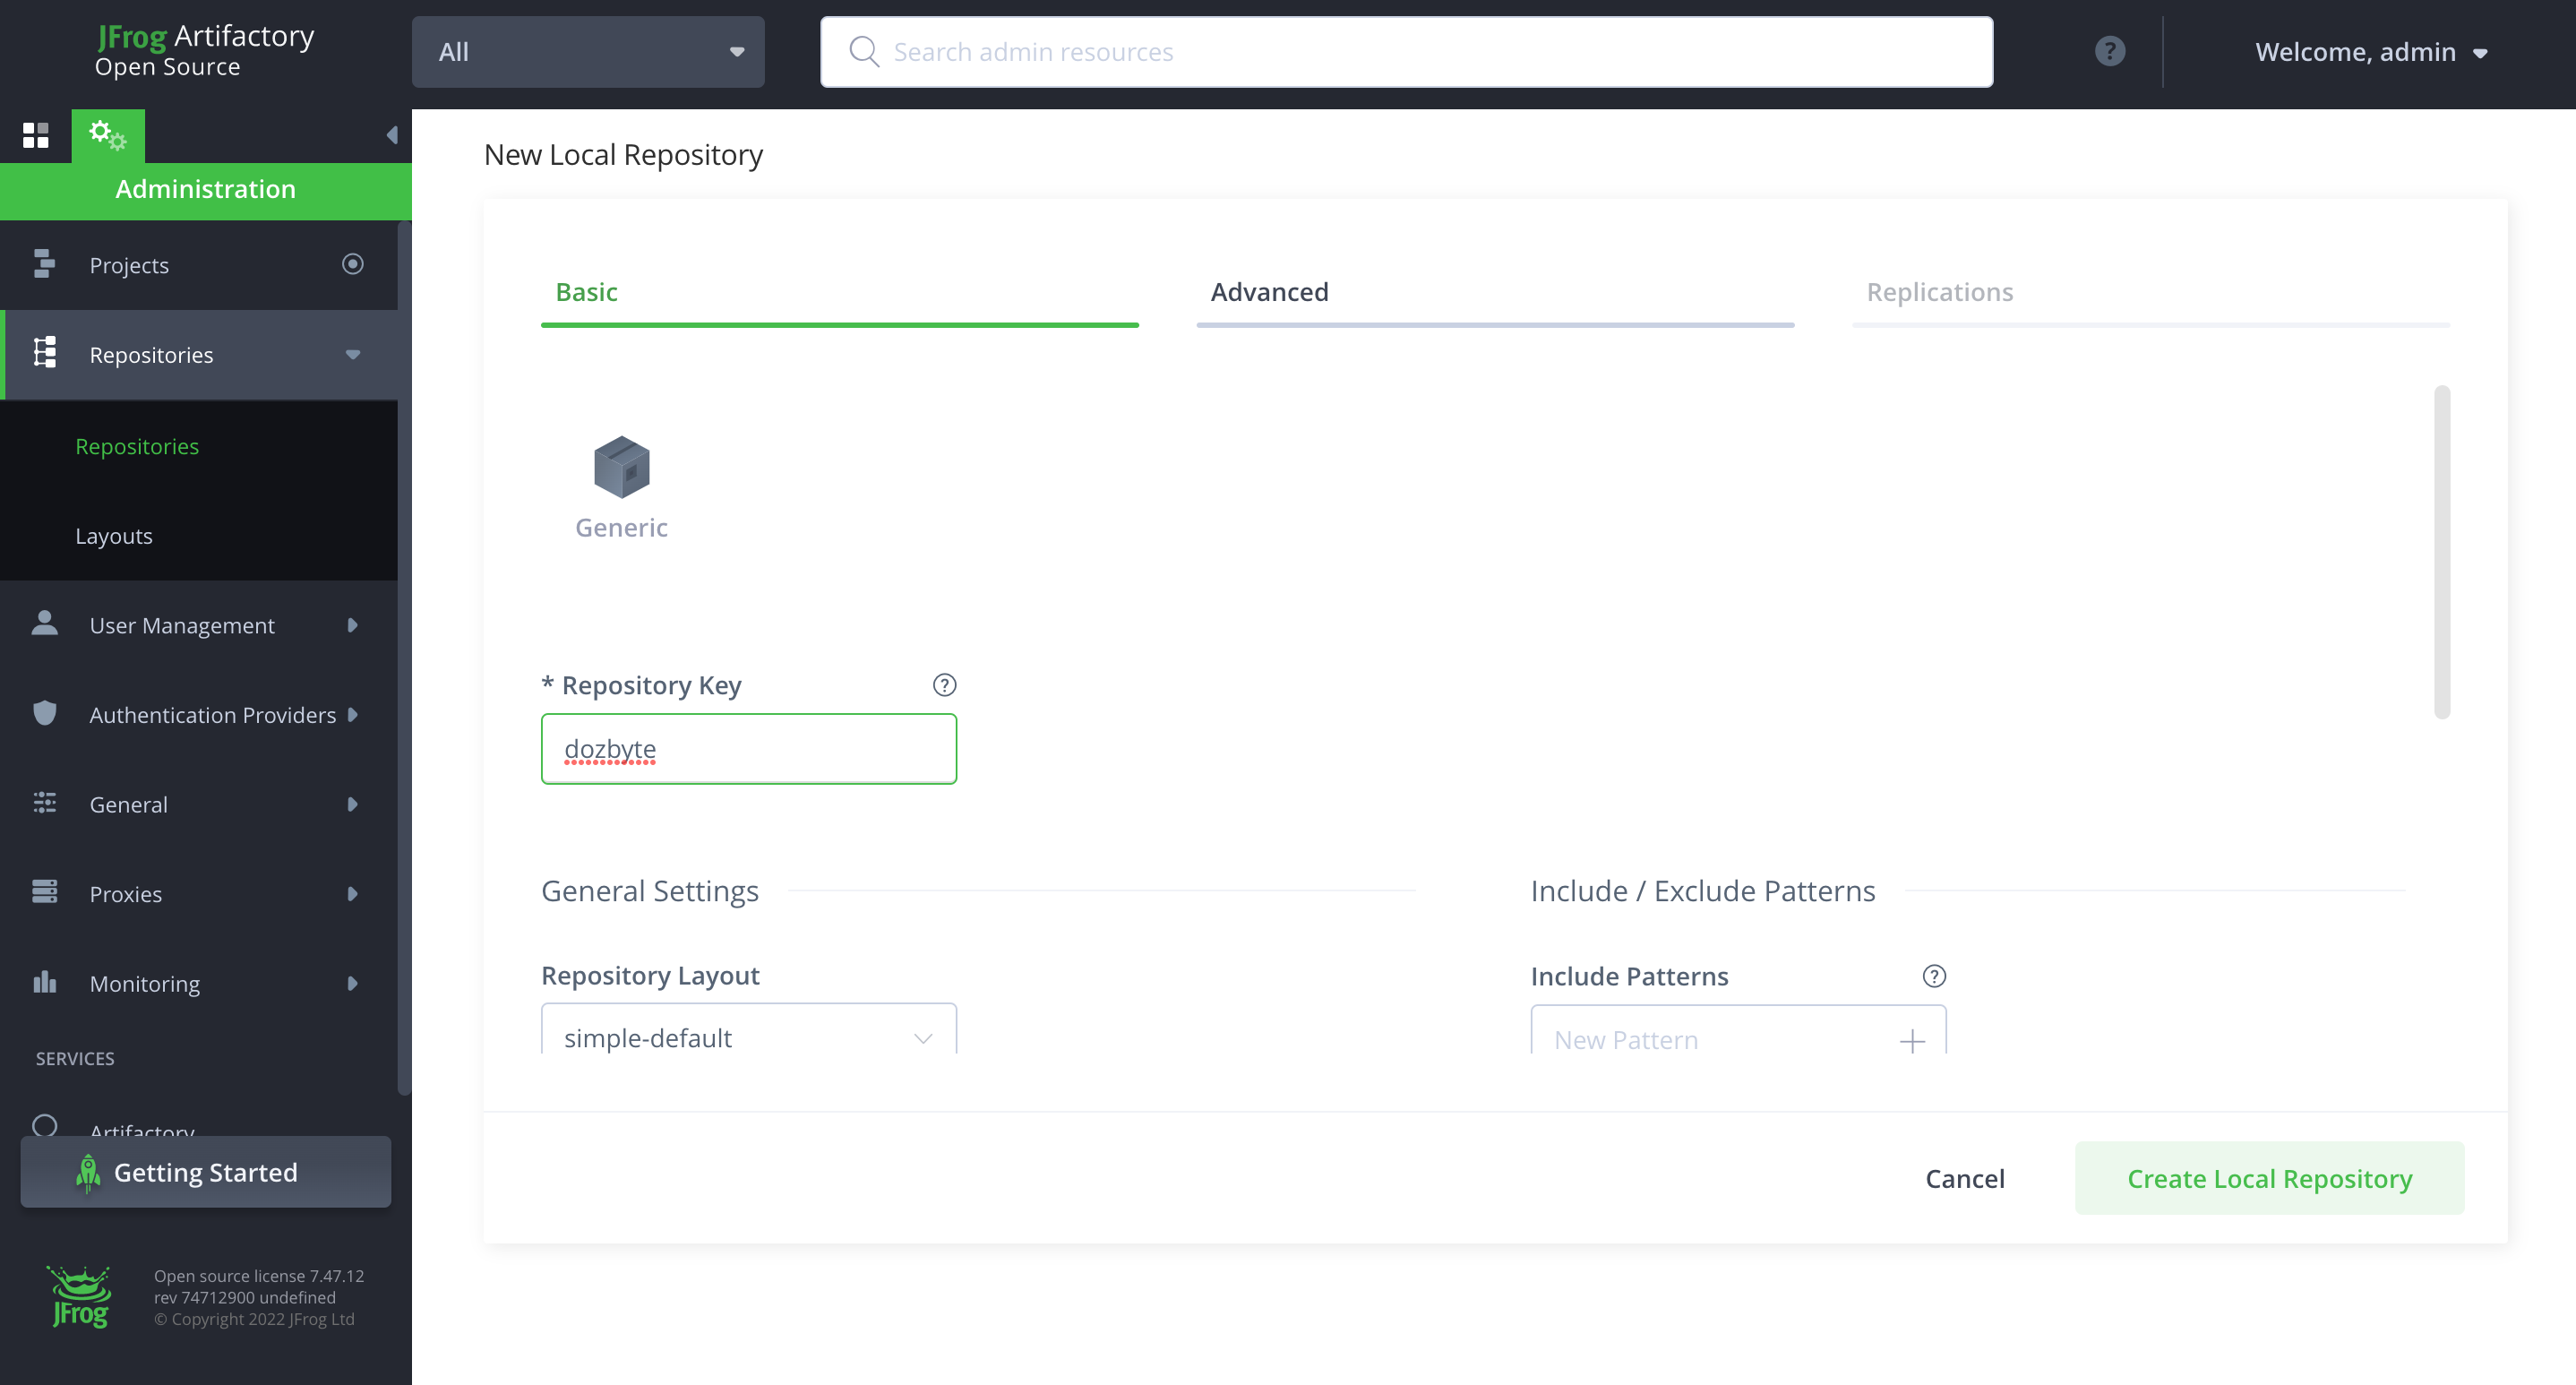 JFrog Artifactory
Open Source
All
Search admin resources
?
Welcome, admin
Administration
Projects
Repositories
Repositories
Layouts
User Management
Authentication Providers
General
Proxies
Monitoring
SERVICES
Artifactory
Getting Started
JFrog
Open source license 7.47.12
rev 74712900 undefined
© Copyright 2022 JFrog Ltd
New Local Repository
Basic
Advanced
Replications
Generic
* Repository Key ?
dozbyte
General Settings
Repository Layout
simple-default
Include / Exclude Patterns
Include Patterns ?
New Pattern
Cancel
Create Local Repository